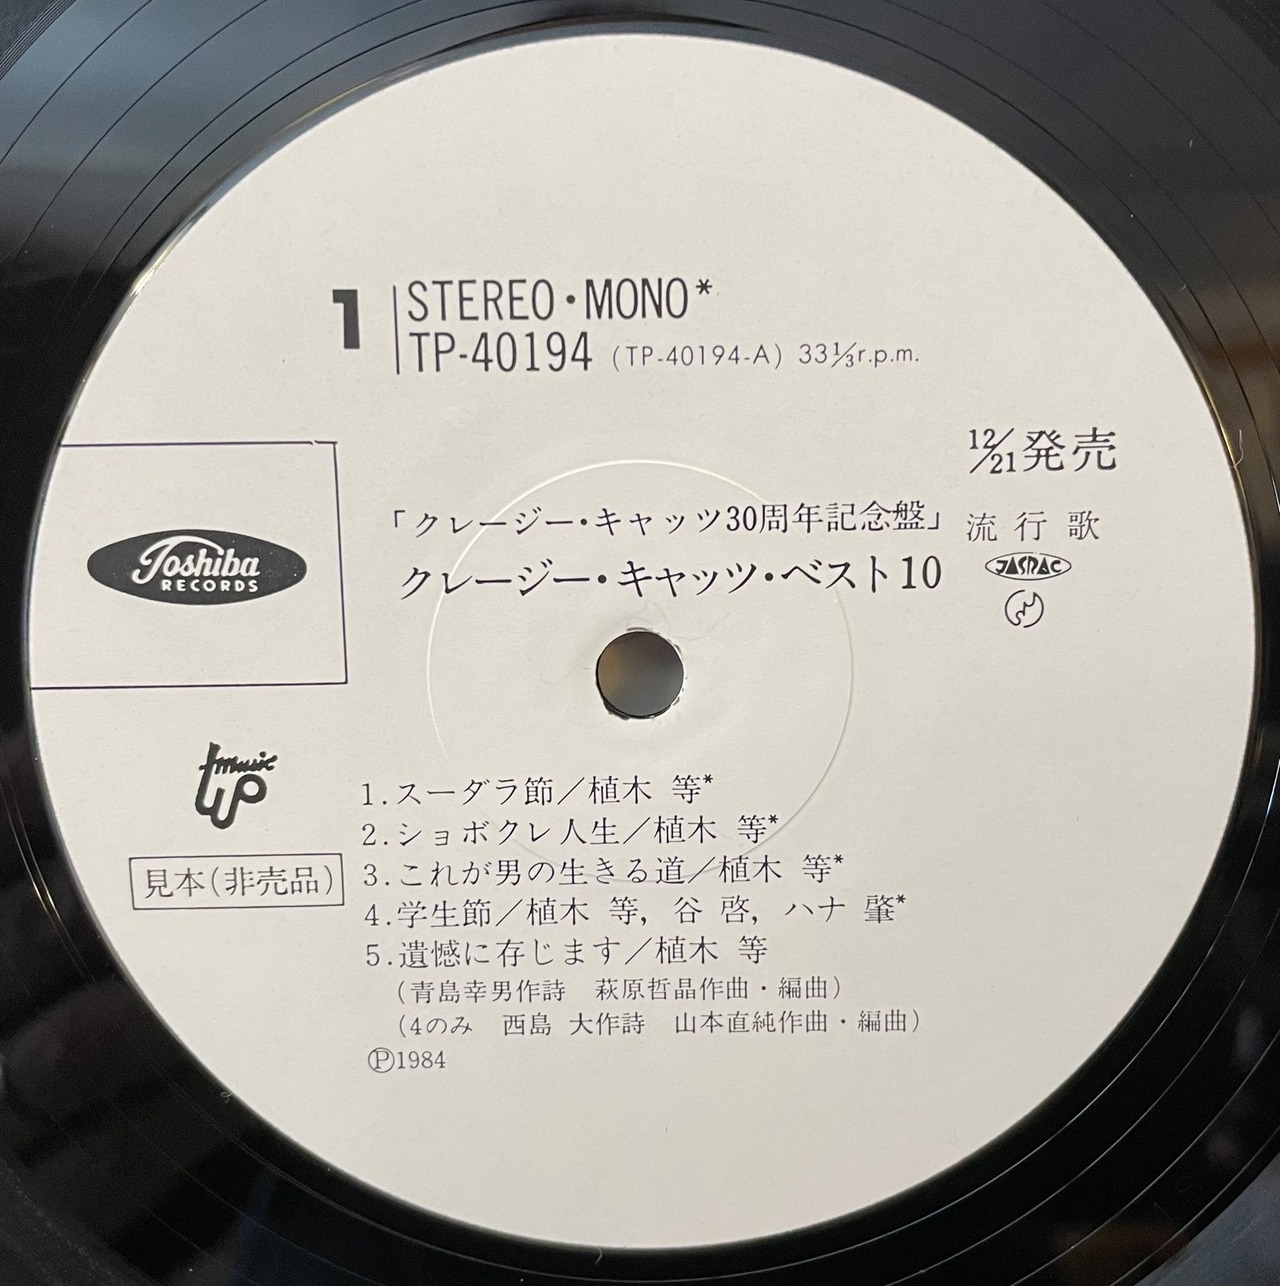 1
STEREO・MONO*
TP-40194 (TP-40194-A) 33⅓r.p.m.
12/21発売
「クレージー・キャッツ30周年記念盤」
流行歌
クレージー・キャッツ・ベスト10
JASRAC
Toshiba
RECORDS
music
UP
見本(非売品)
1.スーダラ節/植木 等*
2.ショボクレ人生/植木 等*
3.これが男の生きる道/植木 等*
4.学生節/植木 等, 谷 啓, ハナ 肇*
5.遺憾に存じます/植木 等
(青島幸男作詩 萩原哲晶作曲・編曲)
(4のみ 西島 大作詩 山本直純作曲・編曲)
Ⓟ1984